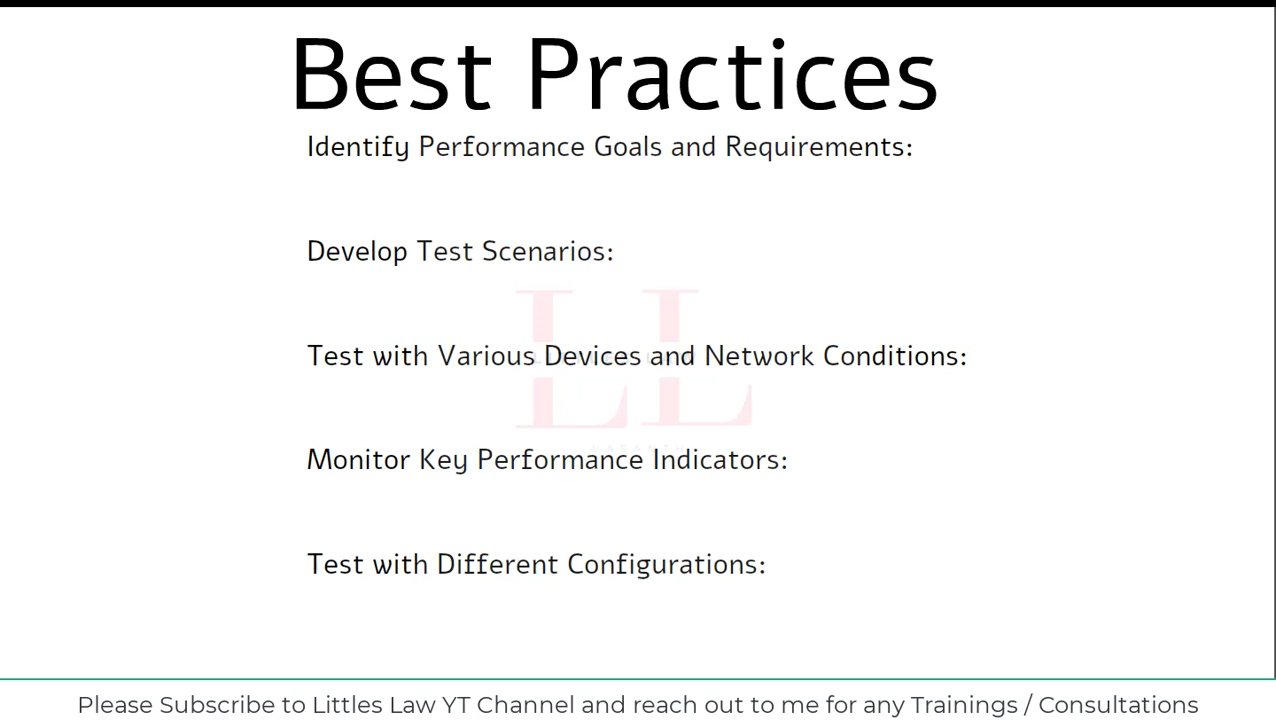 Best Practices
Identify Performance Goals and Requirements:
Develop Test Scenarios:
LL
Test with Various Devices and Network Conditions:
Monitor Key Performance Indicators:
Test with Different Configurations:
Please Subscribe to Littles Law YT Channel and reach out to me for any Trainings / Consultations